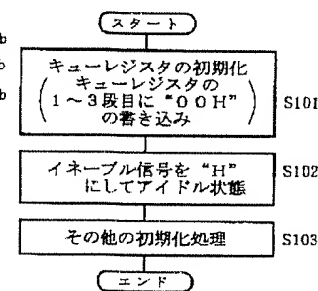 スタート
b
b
b
キューレジスタの初期化
キューレジスタの
1～3段目に“00H”
の書き込み
S101
イネーブル信号を“H”
にしてアイドル状態
S102
その他の初期化処理
S103
エンド